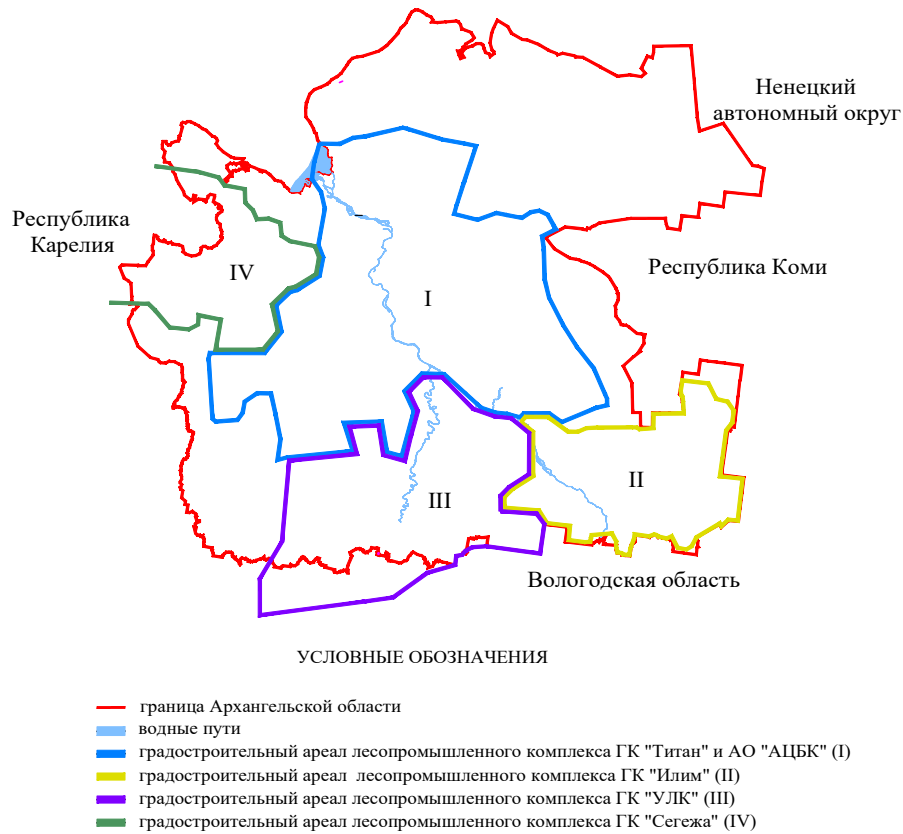 Ненецкий
автономный округ
Республика
Карелия
Республика Коми
IV
I
II
III
Вологодская область
УСЛОВНЫЕ ОБОЗНАЧЕНИЯ
граница Архангельской области
водные пути
градостроительный ареал лесопромышленного комплекса ГК "Титан" и АО "АЦБК" (I)
градостроительный ареал лесопромышленного комплекса ГК "Илим" (II)
градостроительный ареал лесопромышленного комплекса ГК "УЛК" (III)
градостроительный ареал лесопромышленного комплекса ГК "Сегежа" (IV)